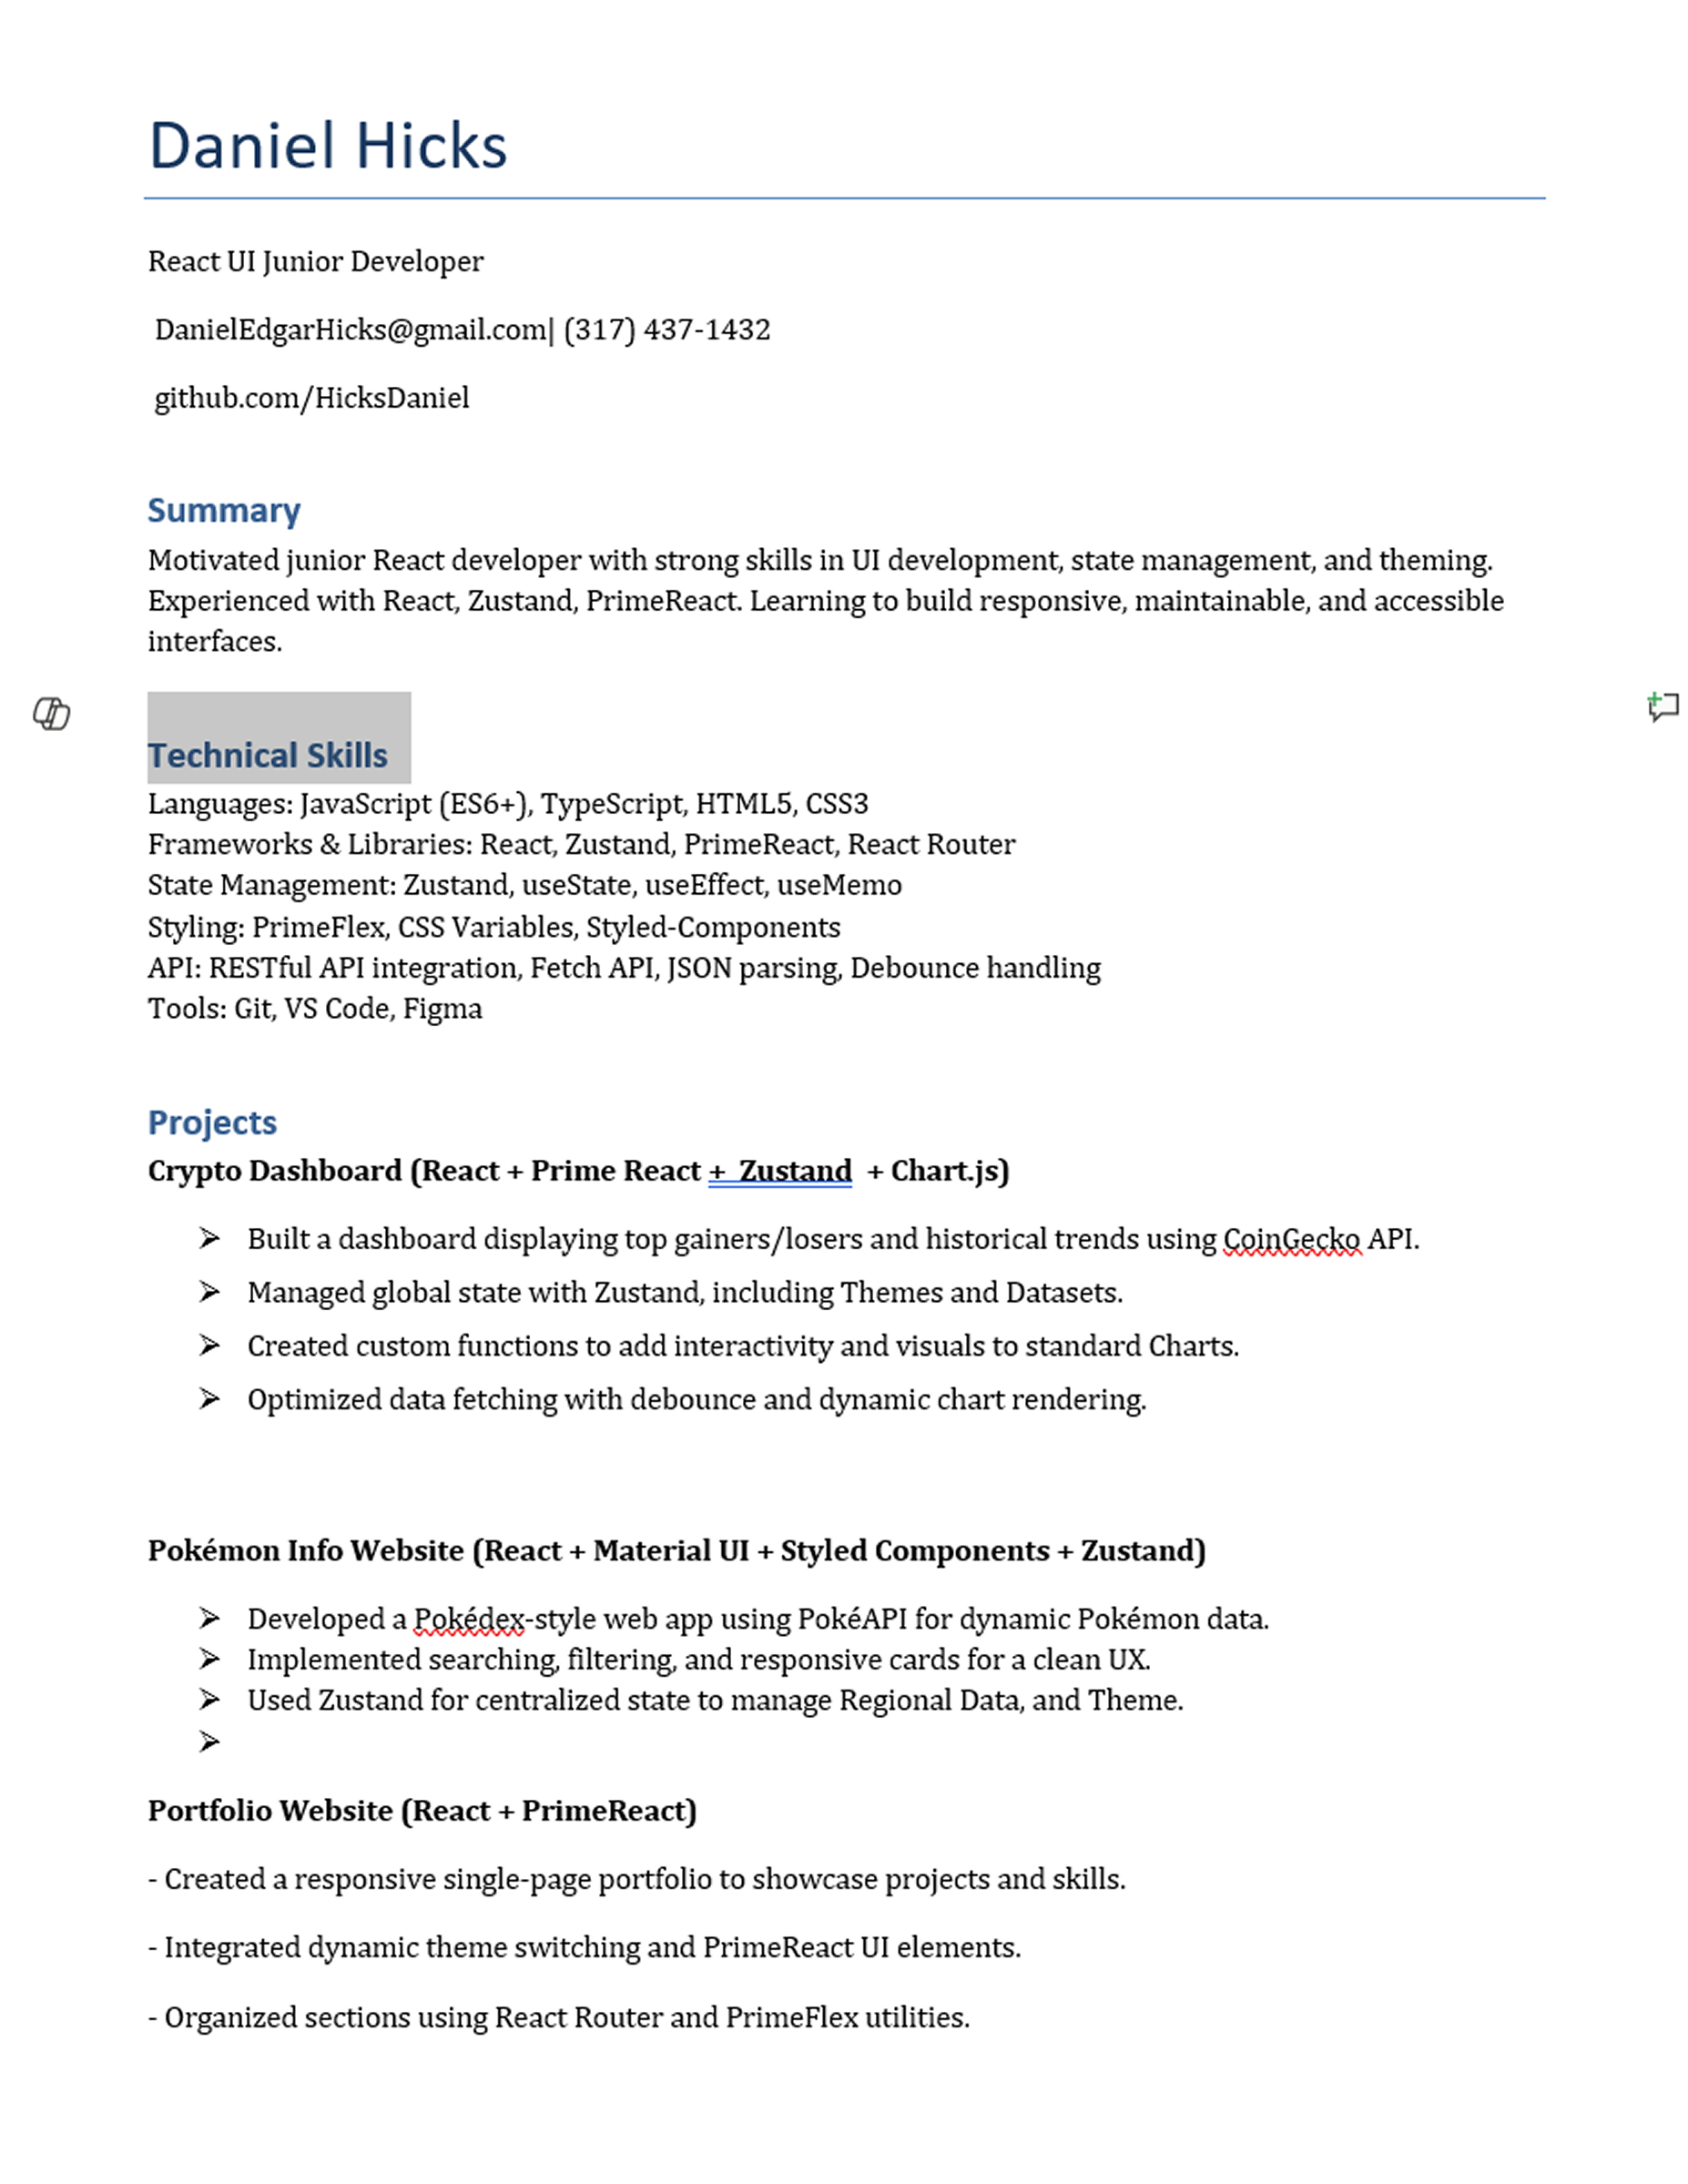 Daniel Hicks
React UI Junior Developer
DanielEdgarHicks@gmail.com| (317) 437-1432
github.com/HicksDaniel
Summary
Motivated junior React developer with strong skills in UI development, state management, and theming.
Experienced with React, Zustand, PrimeReact. Learning to build responsive, maintainable, and accessible
interfaces.
Technical Skills
Languages: JavaScript (ES6+), TypeScript, HTML5, CSS3
Frameworks & Libraries: React, Zustand, PrimeReact, React Router
State Management: Zustand, useState, useEffect, useMemo
Styling: PrimeFlex, CSS Variables, Styled-Components
API: RESTful API integration, Fetch API, JSON parsing, Debounce handling
Tools: Git, VS Code, Figma
Projects
Crypto Dashboard (React + Prime React +  Zustand  + Chart.js)
➢ Built a dashboard displaying top gainers/losers and historical trends using CoinGecko API.
➢ Managed global state with Zustand, including Themes and Datasets.
➢ Created custom functions to add interactivity and visuals to standard Charts.
➢ Optimized data fetching with debounce and dynamic chart rendering.
Pokémon Info Website (React + Material UI + Styled Components + Zustand)
➢ Developed a Pokédex-style web app using PokéAPI for dynamic Pokémon data.
➢ Implemented searching, filtering, and responsive cards for a clean UX.
➢ Used Zustand for centralized state to manage Regional Data, and Theme.
➢
Portfolio Website (React + PrimeReact)
- Created a responsive single-page portfolio to showcase projects and skills.
- Integrated dynamic theme switching and PrimeReact UI elements.
- Organized sections using React Router and PrimeFlex utilities.